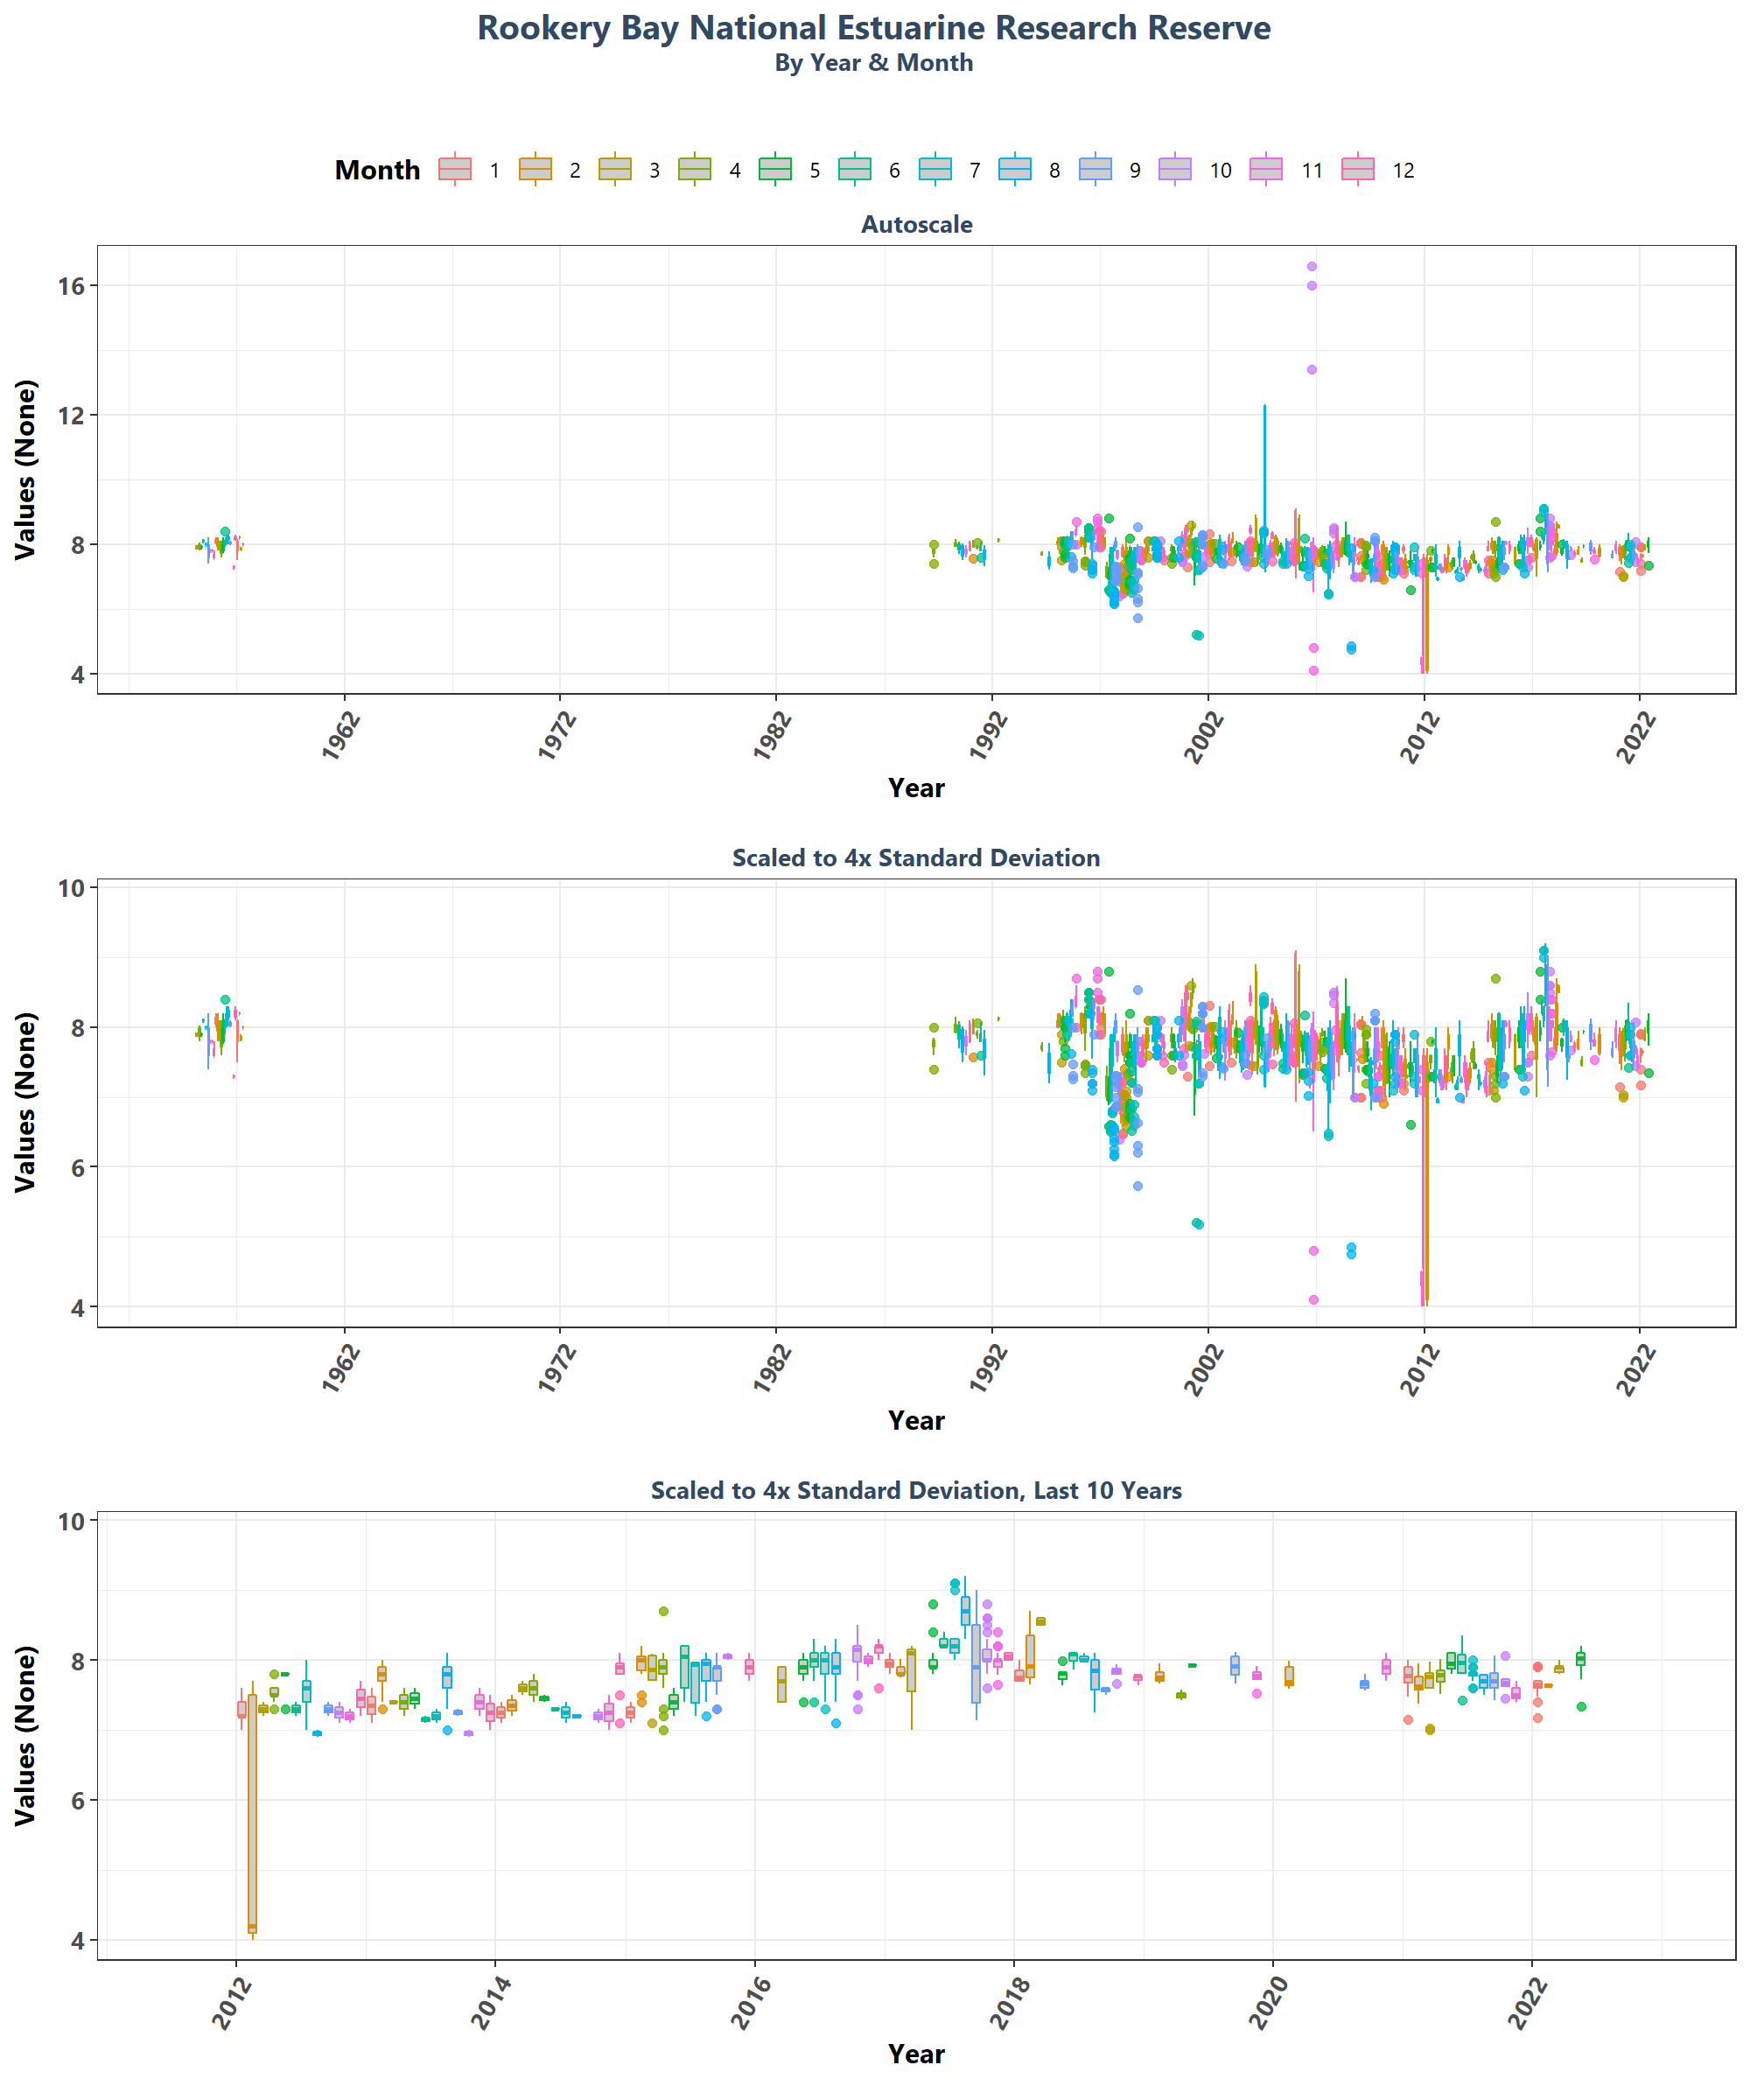 Rookery Bay National Estuarine Research Reserve
By Year & Month
Month 1 2 3 4 5 6 7 8 9 10 11 12
Autoscale
Values (None)
16
12
8
4
1962 1972 1982 1992 2002 2012 2022
Year
Scaled to 4x Standard Deviation
Values (None)
10
8
6
4
1962 1972 1982 1992 2002 2012 2022
Year
Scaled to 4x Standard Deviation, Last 10 Years
Values (None)
10
8
6
4
2012 2014 2016 2018 2020 2022
Year